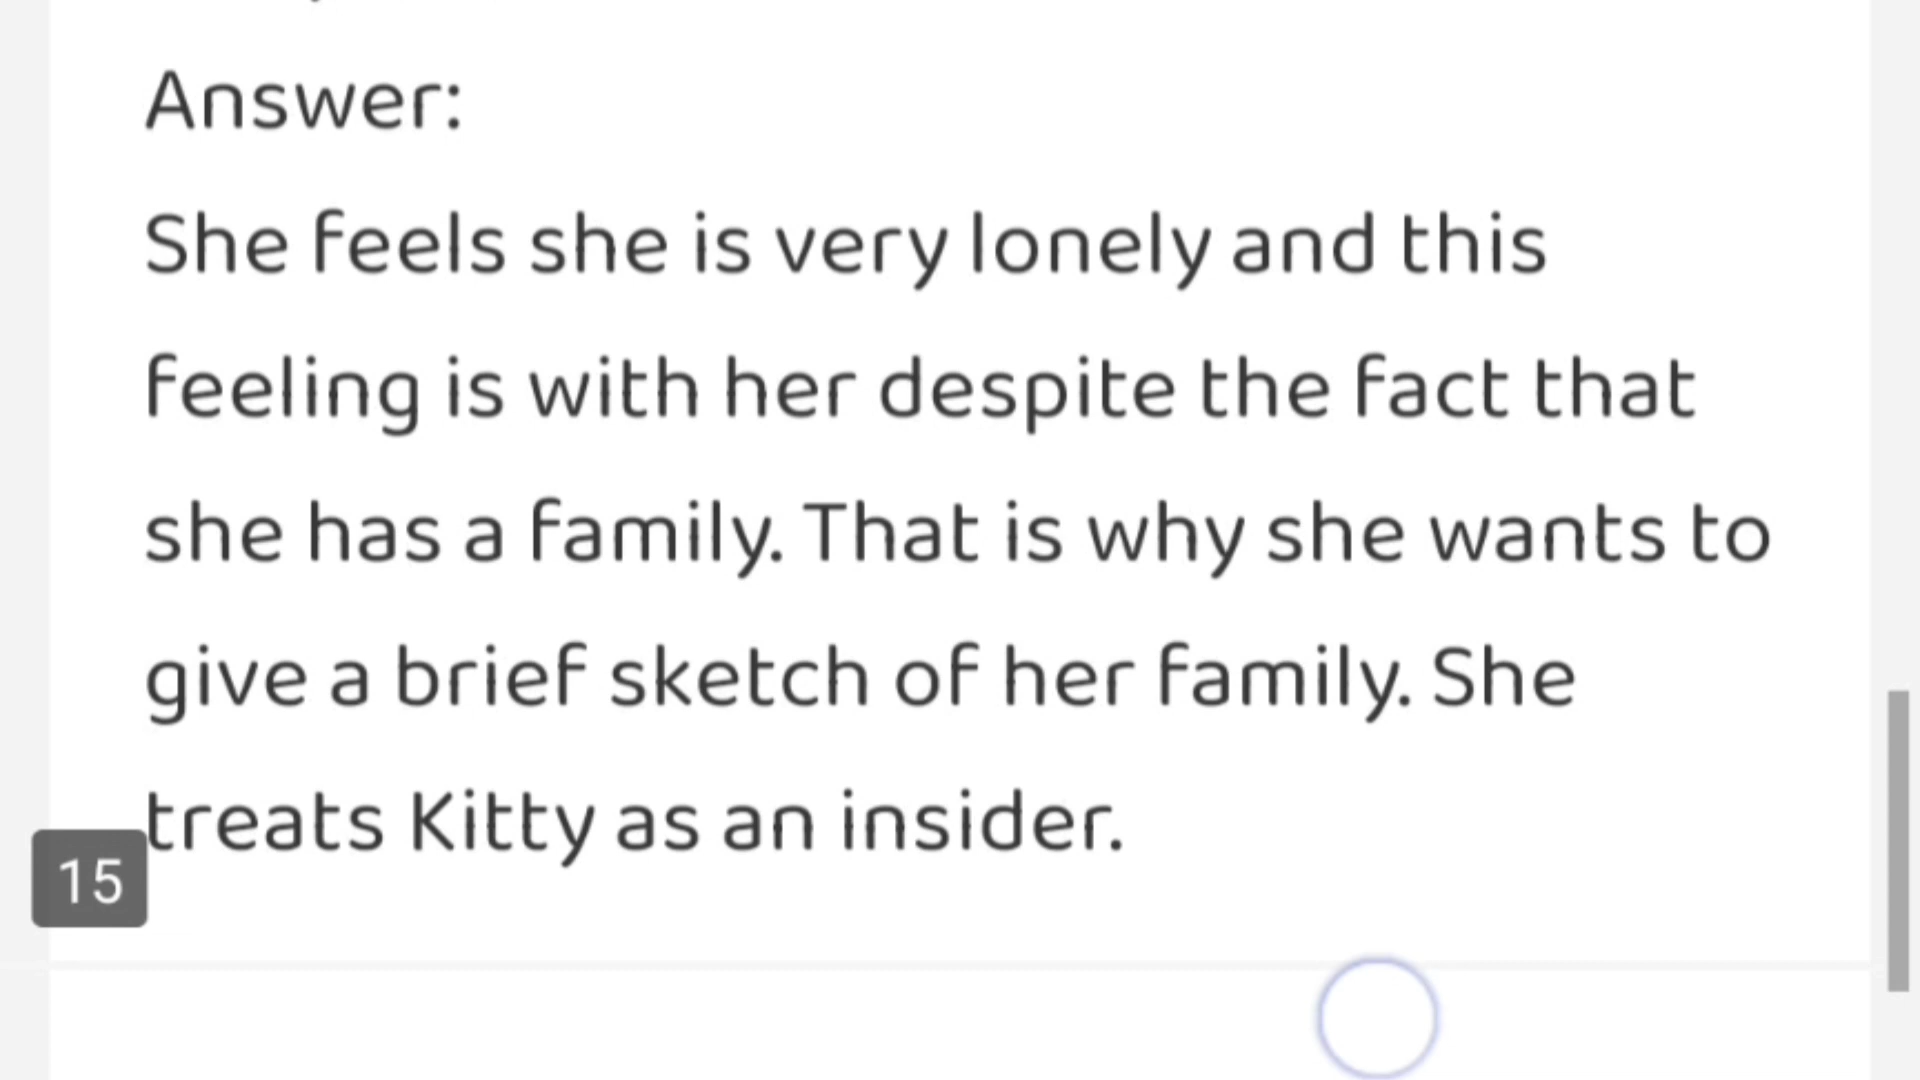 Answer:
She feels she is very lonely and this
feeling is with her despite the fact that
she has a family. That is why she wants to
give a brief sketch of her family. She
treats Kitty as an insider.
15